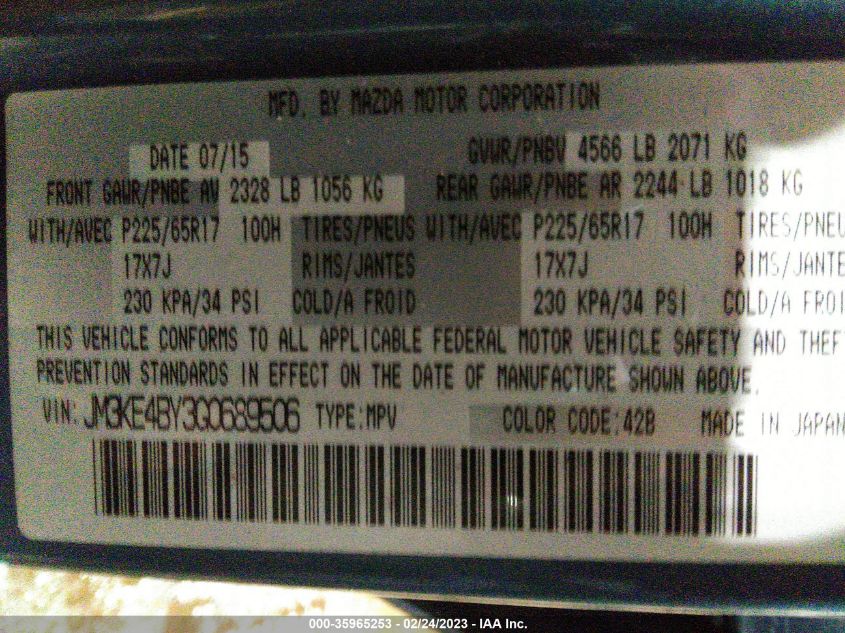 MFD. BY MAZDA MOTOR CORPORATION
DATE 07/15 GVWR/PNBV 4566 LB 2071 KG
FRONT GAWR/PNBE AV 2328 LB 1056 KG REAR GAWR/PNBE AR 2244 LB 1018 KG
WITH/AVEC P225/65R17 100H TIRES/PNEUS WITH/AVEC P225/65R17 100H TIRES/PNEU
17X7J RIMS/JANTES 17X7J RIMS/JANTE
230 KPA/34 PSI COLD/A FROID 230 KPA/34 PSI COLD/A FROI
THIS VEHICLE CONFORMS TO ALL APPLICABLE FEDERAL MOTOR VEHICLE SAFETY AND THEF
PREVENTION STANDARDS IN EFFECT ON THE DATE OF MANUFACTURE SHOWN ABOVE.
VIN: JM3KE4BY3G0689506 TYPE:MPV COLOR CODE:42B MADE IN JAPAN
000-35965253 - 02/24/2023 - IAA Inc.